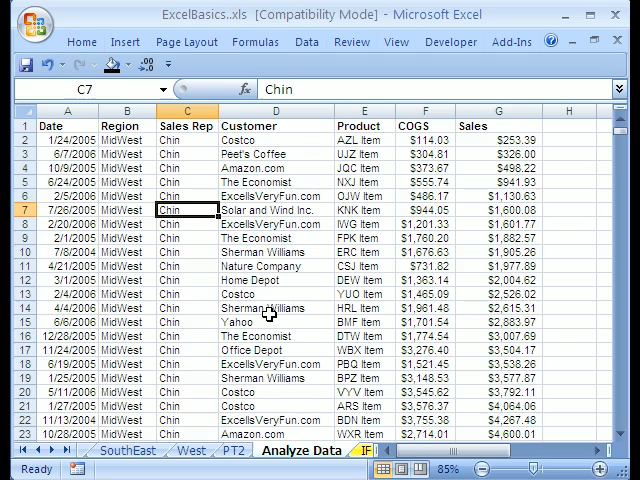 ExcelBasics..xls [Compatibility Mode] - Microsoft Excel
Home Insert Page Layout Formulas Data Review View Developer Add-Ins
C7 fx Chin
A B C D E F G H
1 Date Region Sales Rep Customer Product COGS Sales
2 1/24/2005 MidWest Chin Costco AZL Item $114.03 $253.39
3 6/7/2006 MidWest Chin Peet's Coffee UJZ Item $304.81 $326.00
4 10/9/2005 MidWest Chin Amazon.com JQC Item $373.67 $498.22
5 6/24/2005 MidWest Chin The Economist NXJ Item $555.74 $941.93
6 2/5/2006 MidWest Chin ExcellsVeryFun.com OJW Item $486.17 $1,130.63
7 7/26/2005 MidWest Chin Solar and Wind Inc. KNK Item $944.05 $1,600.08
8 2/20/2006 MidWest Chin ExcellsVeryFun.com IWG Item $1,201.33 $1,601.77
9 2/1/2005 MidWest Chin The Economist FPK Item $1,760.20 $1,882.57
10 7/8/2004 MidWest Chin Sherman Williams ERC Item $1,676.63 $1,905.26
11 4/21/2005 MidWest Chin Nature Company CSJ Item $731.82 $1,977.89
12 3/1/2005 MidWest Chin Home Depot DEW Item $1,363.14 $2,004.62
13 2/4/2006 MidWest Chin Costco YUO Item $1,465.09 $2,526.02
14 4/4/2006 MidWest Chin Sherman Williams HRL Item $1,961.48 $2,615.31
15 6/6/2006 MidWest Chin Yahoo BMF Item $1,701.54 $2,883.97
16 12/28/2005 MidWest Chin The Economist DTW Item $1,774.54 $3,007.69
17 11/24/2005 MidWest Chin Office Depot WBX Item $3,276.40 $3,504.17
18 6/19/2005 MidWest Chin ExcellsVeryFun.com PBQ Item $1,521.45 $3,538.26
19 1/25/2005 MidWest Chin Sherman Williams BPZ Item $3,148.53 $3,577.87
20 5/11/2006 MidWest Chin Costco VYV Item $3,545.62 $3,792.11
21 1/27/2005 MidWest Chin Costco ARS Item $3,576.37 $4,064.06
22 11/13/2004 MidWest Chin ExcellsVeryFun.com BDN Item $3,755.38 $4,267.48
23 10/28/2005 MidWest Chin Amazon.com WXR Item $2,714.01 $4,600.01
SouthEast West PT2 Analyze Data IF
Ready 85%